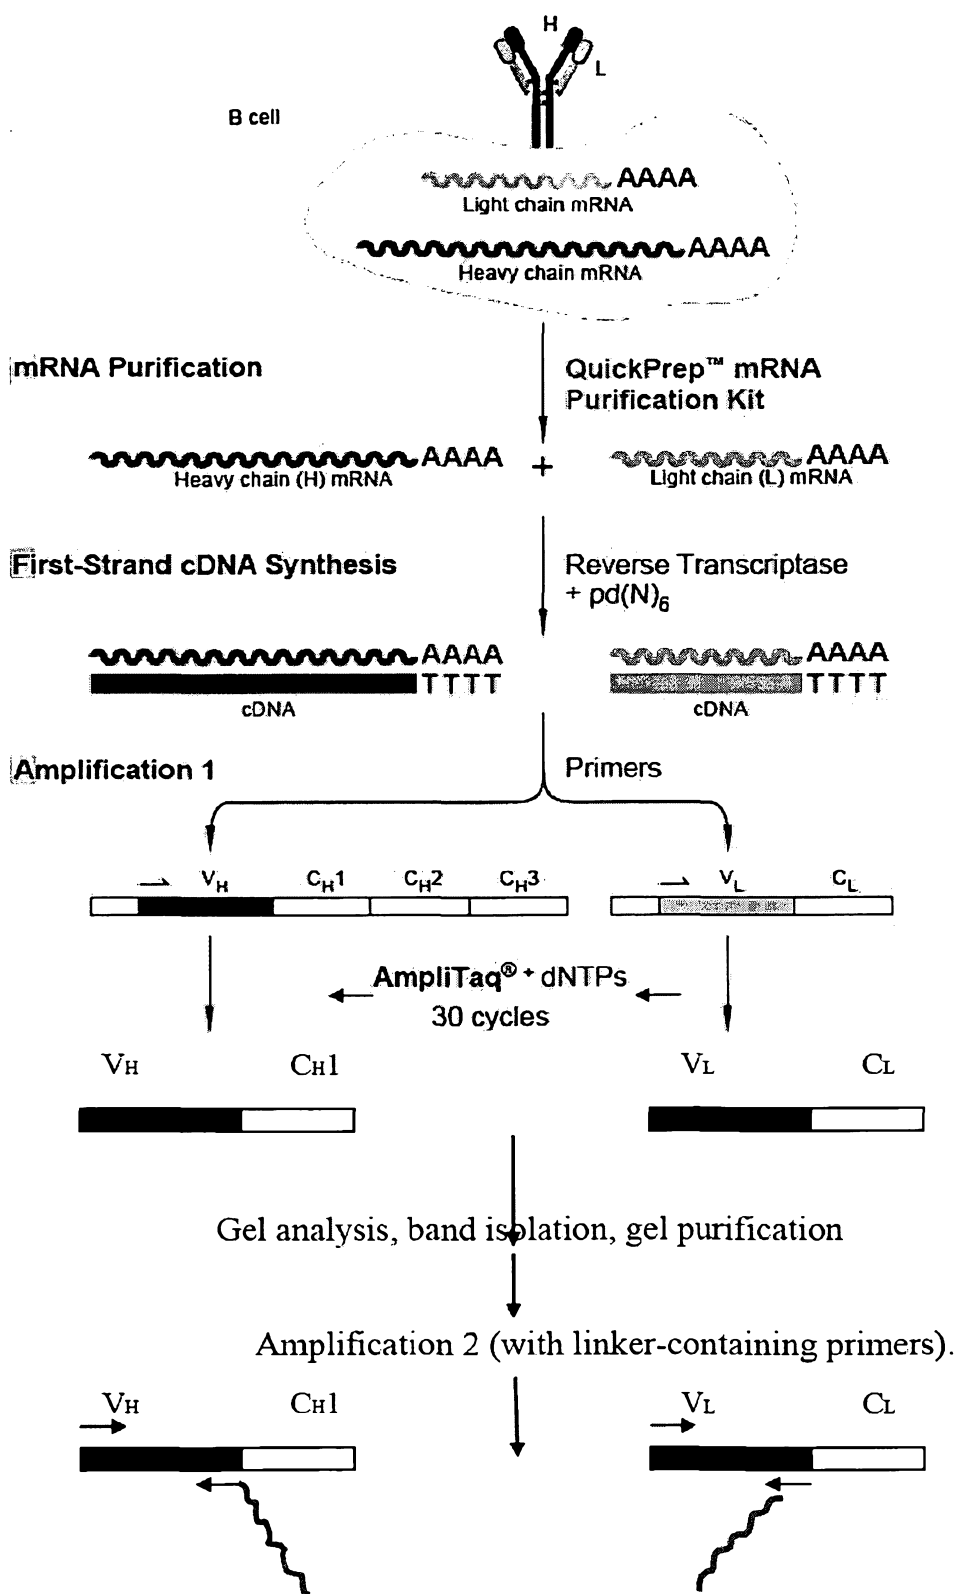 H
L
B cell
AAAA
Light chain mRNA
AAAA
Heavy chain mRNA
mRNA Purification
QuickPrep™ mRNA
Purification Kit
AAAA
Heavy chain (H) mRNA
+
AAAA
Light chain (L) mRNA
First-Strand cDNA Synthesis
Reverse Transcriptase
+ pd(N)6
AAAA
TTTT
cDNA
AAAA
TTTT
cDNA
Amplification 1
Primers
VH CH1 CH2 CH3
VL CL
AmpliTaq® + dNTPs
30 cycles
VH CH1
VL CL
Gel analysis, band isolation, gel purification
Amplification 2 (with linker-containing primers).
VH CH1
VL CL